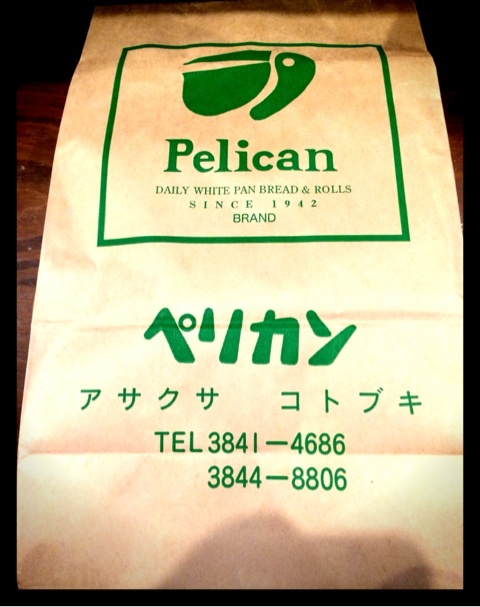 Pelican
DAILY WHITE PAN BREAD & ROLLS
SINCE 1942
BRAND
ペリカン
アサクサ コトブキ
TEL 3841-4686
3844-8806